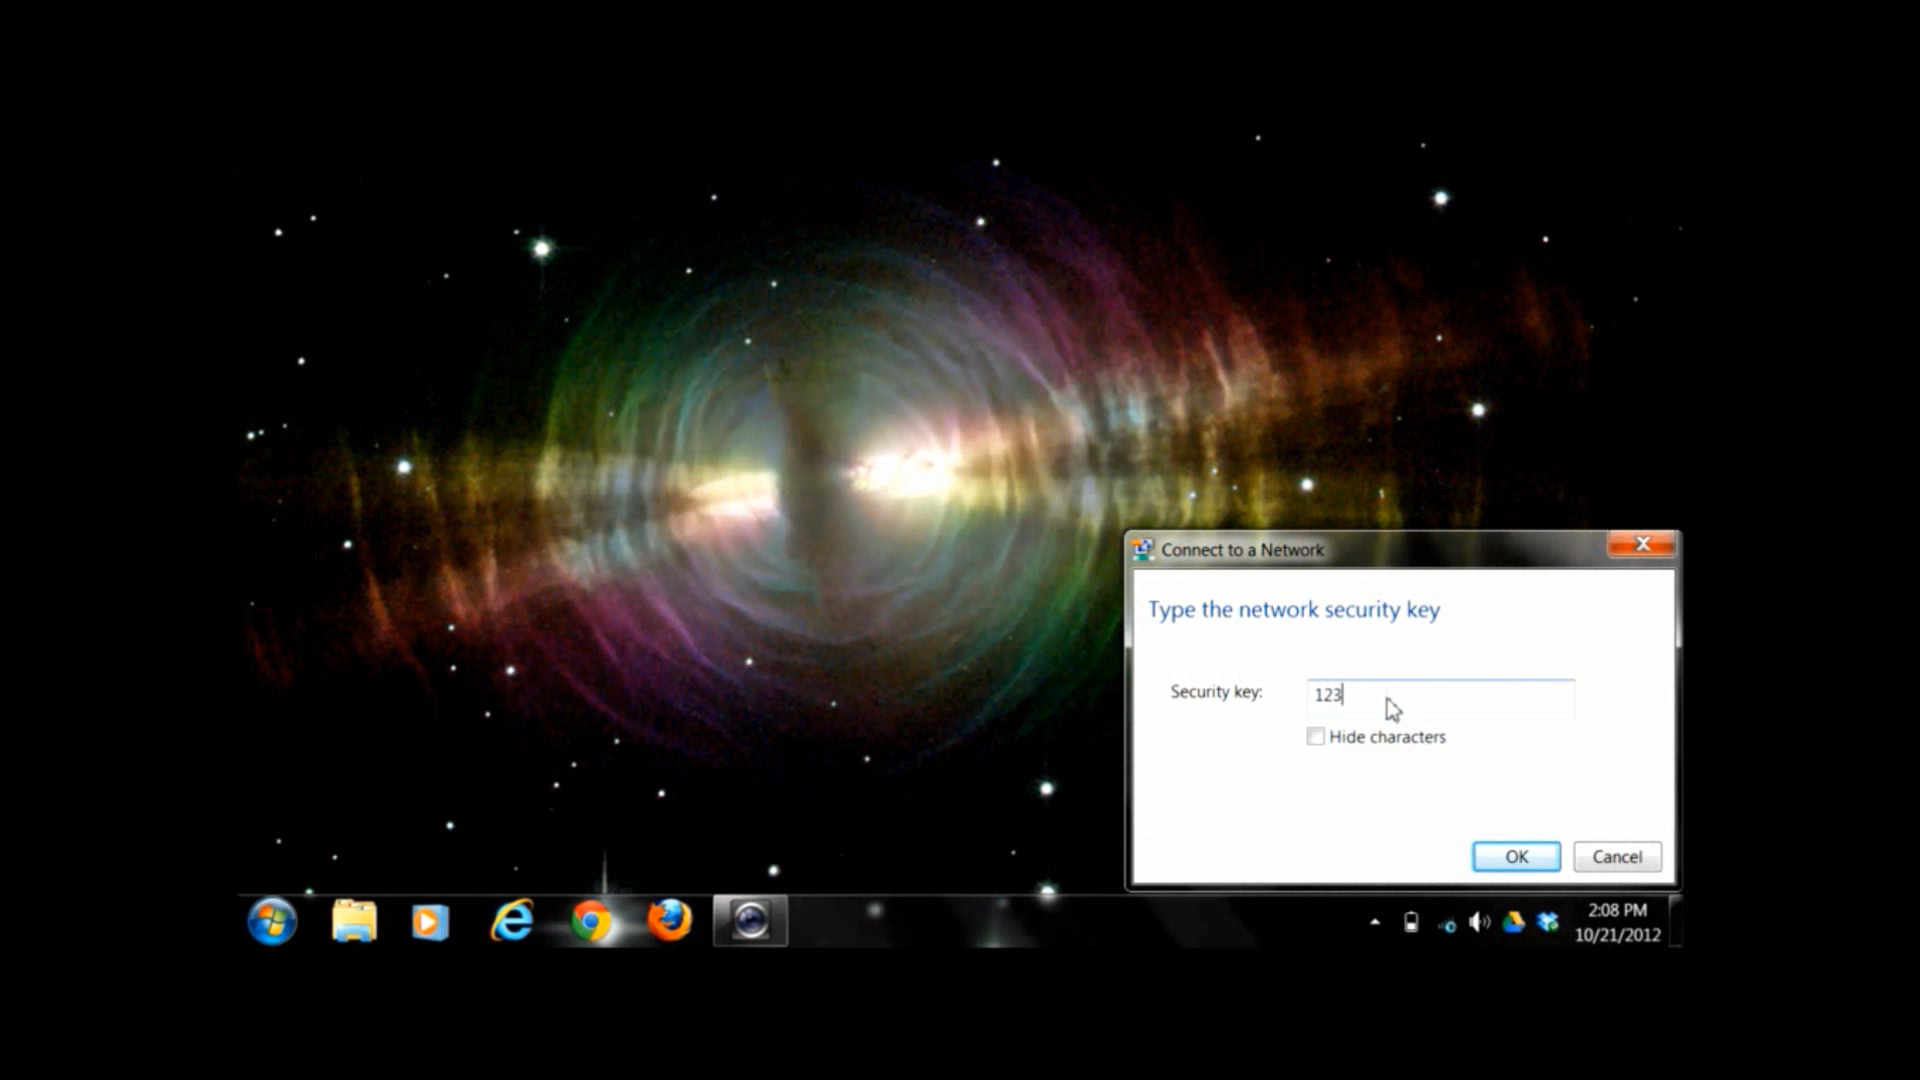 Connect to a Network
Type the network security key
Security key: 123
Hide characters
OK Cancel
2:08 PM
10/21/2012